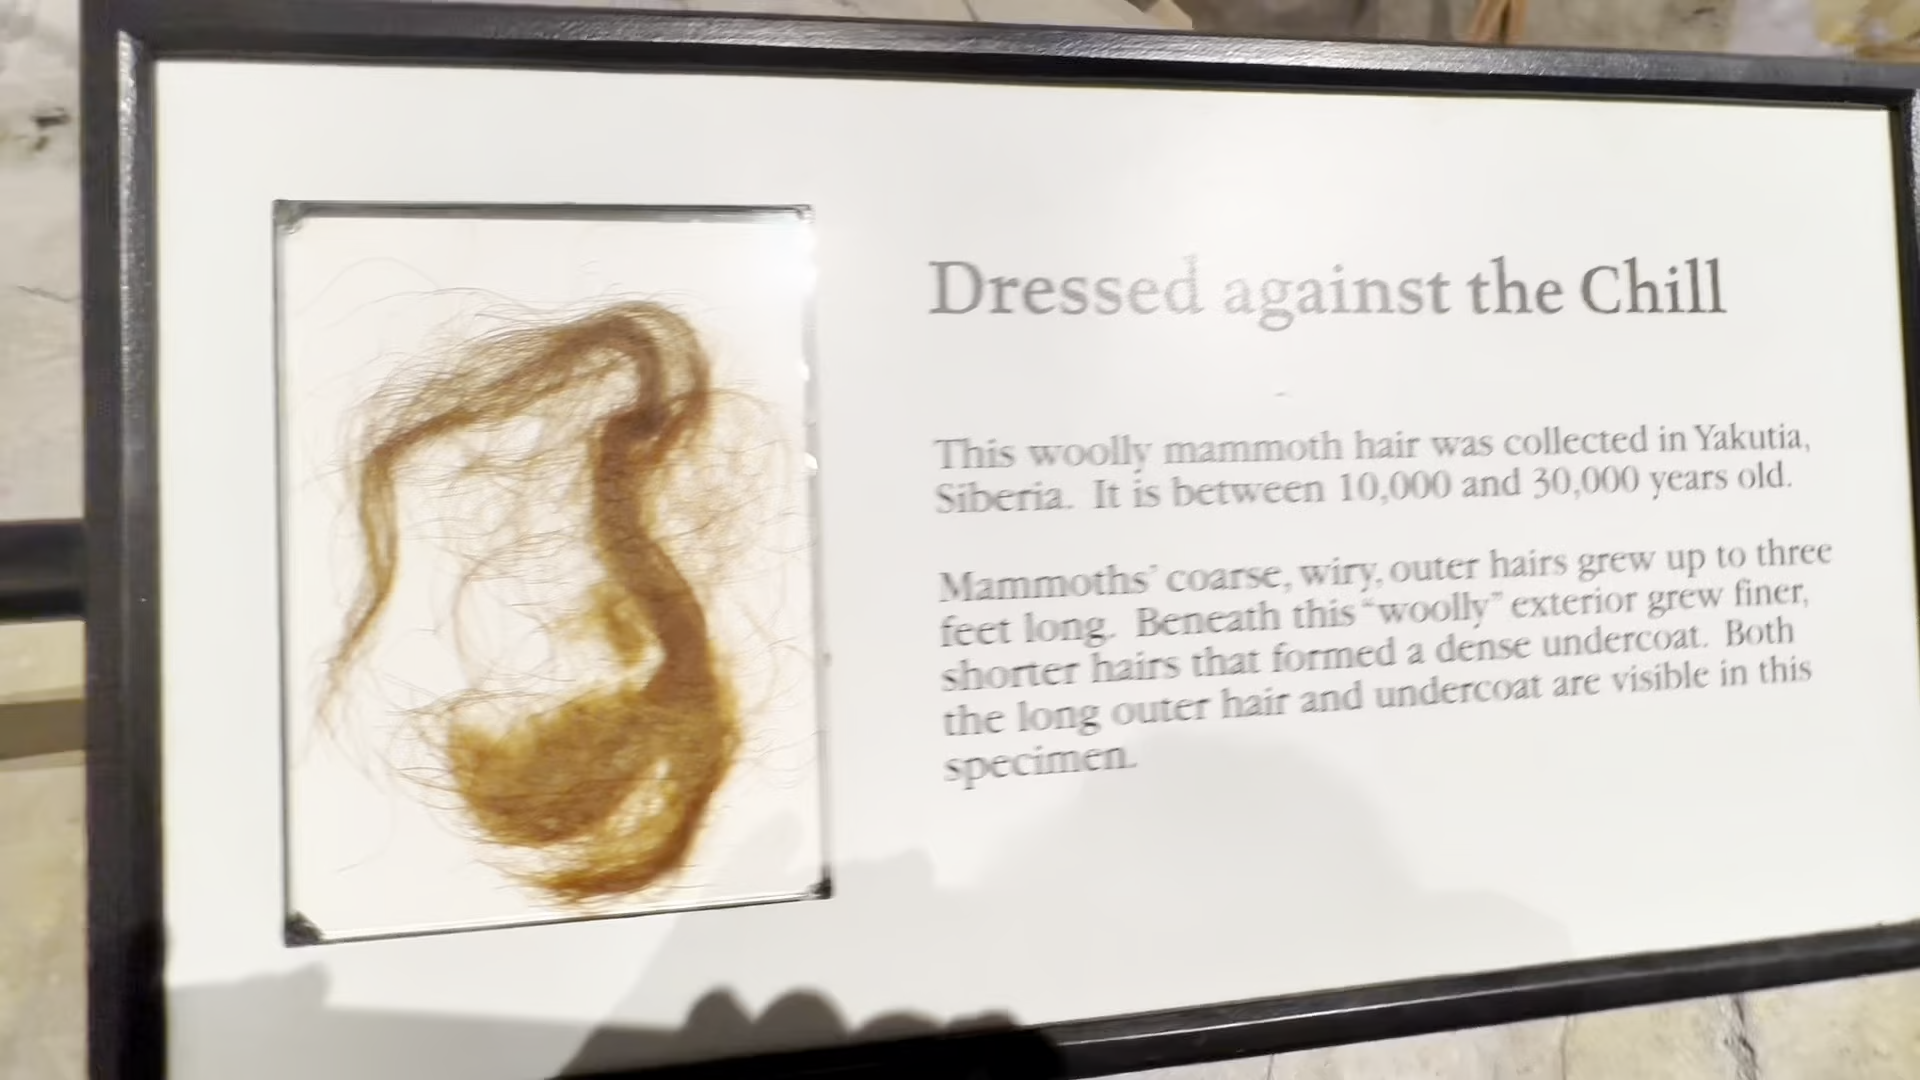 Dressed against the Chill
This woolly mammoth hair was collected in Yakutia,
Siberia. It is between 10,000 and 30,000 years old.
Mammoths' coarse, wiry, outer hairs grew up to three
feet long. Beneath this "woolly" exterior grew finer,
shorter hairs that formed a dense undercoat. Both
the long outer hair and undercoat are visible in this
specimen.